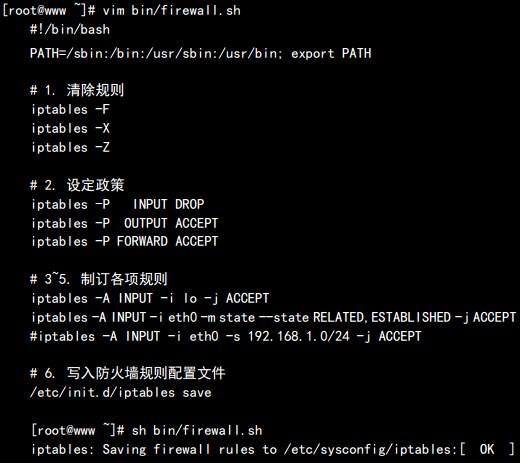 [root@www ~]# vim bin/firewall.sh
#!/bin/bash
PATH=/sbin:/bin:/usr/sbin:/usr/bin; export PATH
# 1. 清除规则
iptables -F
iptables -X
iptables -Z
# 2. 设定政策
iptables -P INPUT DROP
iptables -P OUTPUT ACCEPT
iptables -P FORWARD ACCEPT
# 3~5. 制订各项规则
iptables -A INPUT -i lo -j ACCEPT
iptables -A INPUT -i eth0 -m state --state RELATED,ESTABLISHED -j ACCEPT
#iptables -A INPUT -i eth0 -s 192.168.1.0/24 -j ACCEPT
# 6. 写入防火墙规则配置文件
/etc/init.d/iptables save
[root@www ~]# sh bin/firewall.sh
iptables: Saving firewall rules to /etc/sysconfig/iptables:[ OK ]